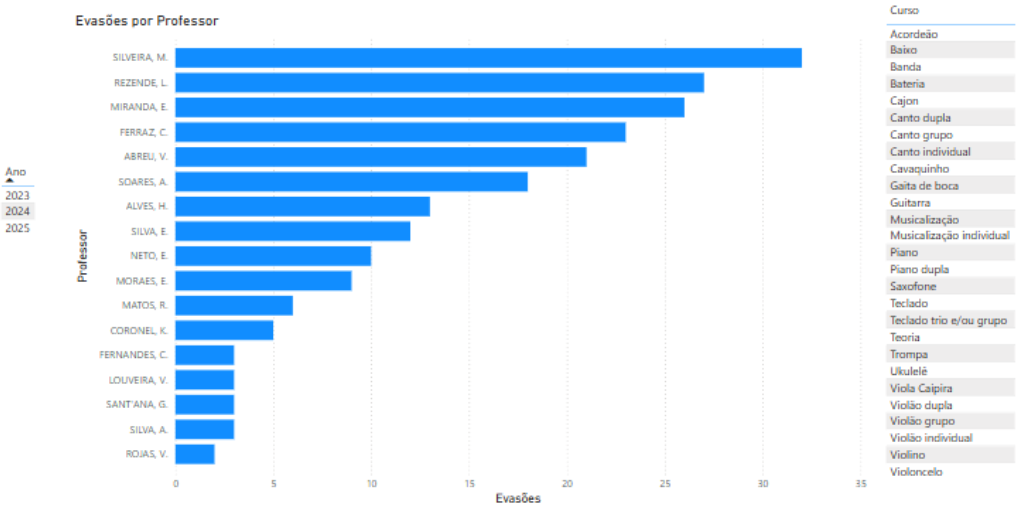 Evasões por Professor
Ano
2023
2024
2025
Professor
SILVEIRA, M.
REZENDE, L.
MIRANDA, E.
FERRAZ, C.
ABREU, V.
SOARES, A.
ALVES, H.
SILVA, E.
NETO, E.
MORAES, E.
MATOS, R.
CORONEL, K.
FERNANDES, C.
LOUVEIRA, V.
SANT'ANA, G.
SILVA, A.
ROJAS, V.
0 5 10 15 20 25 30 35
Evasões
Curso
Acordeão
Baixo
Banda
Bateria
Cajon
Canto dupla
Canto grupo
Canto individual
Cavaquinho
Gaita de boca
Guitarra
Musicalização
Musicalização individual
Piano
Piano dupla
Saxofone
Teclado
Teclado trio e/ou grupo
Teoria
Trompa
Ukulelê
Viola Caipira
Violão dupla
Violão grupo
Violão individual
Violino
Violoncelo